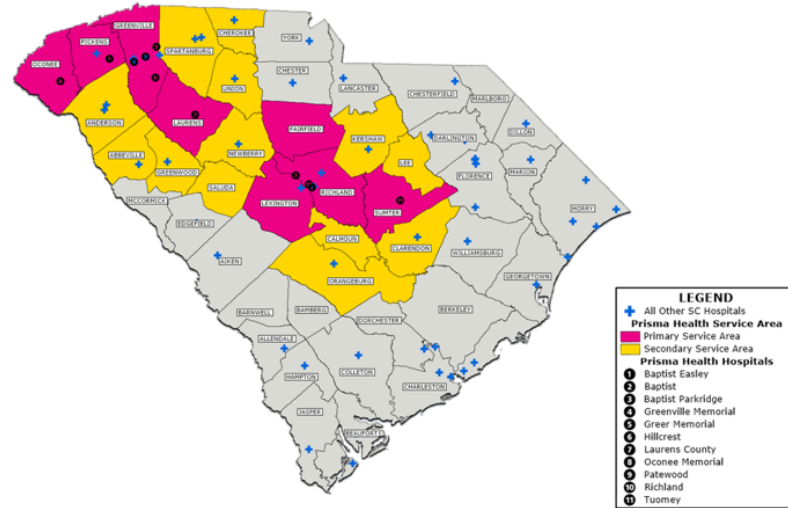 GREENVILLE
CHEROKEE
PICKENS
SPARTANBURG
YORK
OCONEE
UNION
CHESTER
LANCASTER
CHESTERFIELD
MARLBORO
ANDERSON
LAURENS
FAIRFIELD
KERSHAW
DARLINGTON
DILLON
ABBEVILLE
GREENWOOD
NEWBERRY
LEE
FLORENCE
MARION
SALUDA
RICHLAND
MCCORMICK
LEXINGTON
SUMTER
HORRY
EDGEFIELD
CALHOUN
CLARENDON
WILLIAMSBURG
AIKEN
ORANGEBURG
GEORGETOWN
BARNWELL
BAMBERG
BERKELEY
DORCHESTER
ALLENDALE
HAMPTON
COLLETON
CHARLESTON
JASPER
BEAUFORT
LEGEND
All Other SC Hospitals
Prisma Health Service Area
Primary Service Area
Secondary Service Area
Prisma Health Hospitals
1 Baptist Easley
2 Baptist
3 Baptist Parkridge
4 Greenville Memorial
5 Greer Memorial
6 Hillcrest
7 Laurens County
8 Oconee Memorial
9 Patewood
10 Richland
11 Tuomey